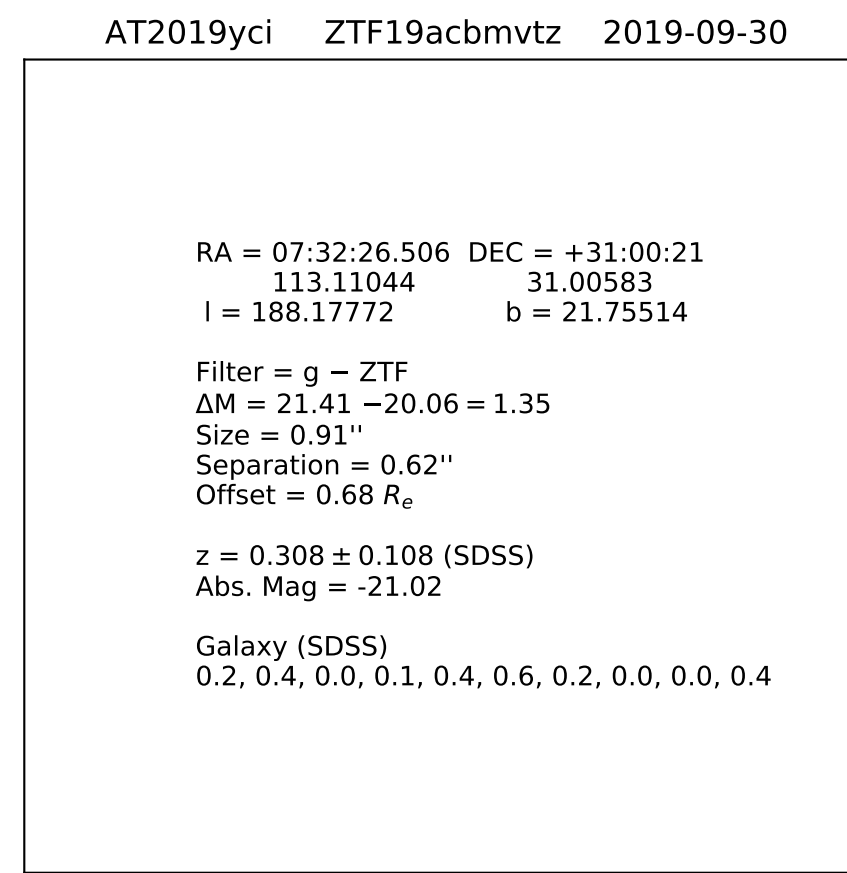 AT2019yci ZTF19acbmvtz 2019-09-30
RA = 07:32:26.506 DEC = +31:00:21
113.11044 31.00583
l = 188.17772 b = 21.75514
Filter = g − ZTF
ΔM = 21.41 −20.06 = 1.35
Size = 0.91''
Separation = 0.62''
Offset = 0.68 Re
z = 0.308 ± 0.108 (SDSS)
Abs. Mag = -21.02
Galaxy (SDSS)
0.2, 0.4, 0.0, 0.1, 0.4, 0.6, 0.2, 0.0, 0.0, 0.4